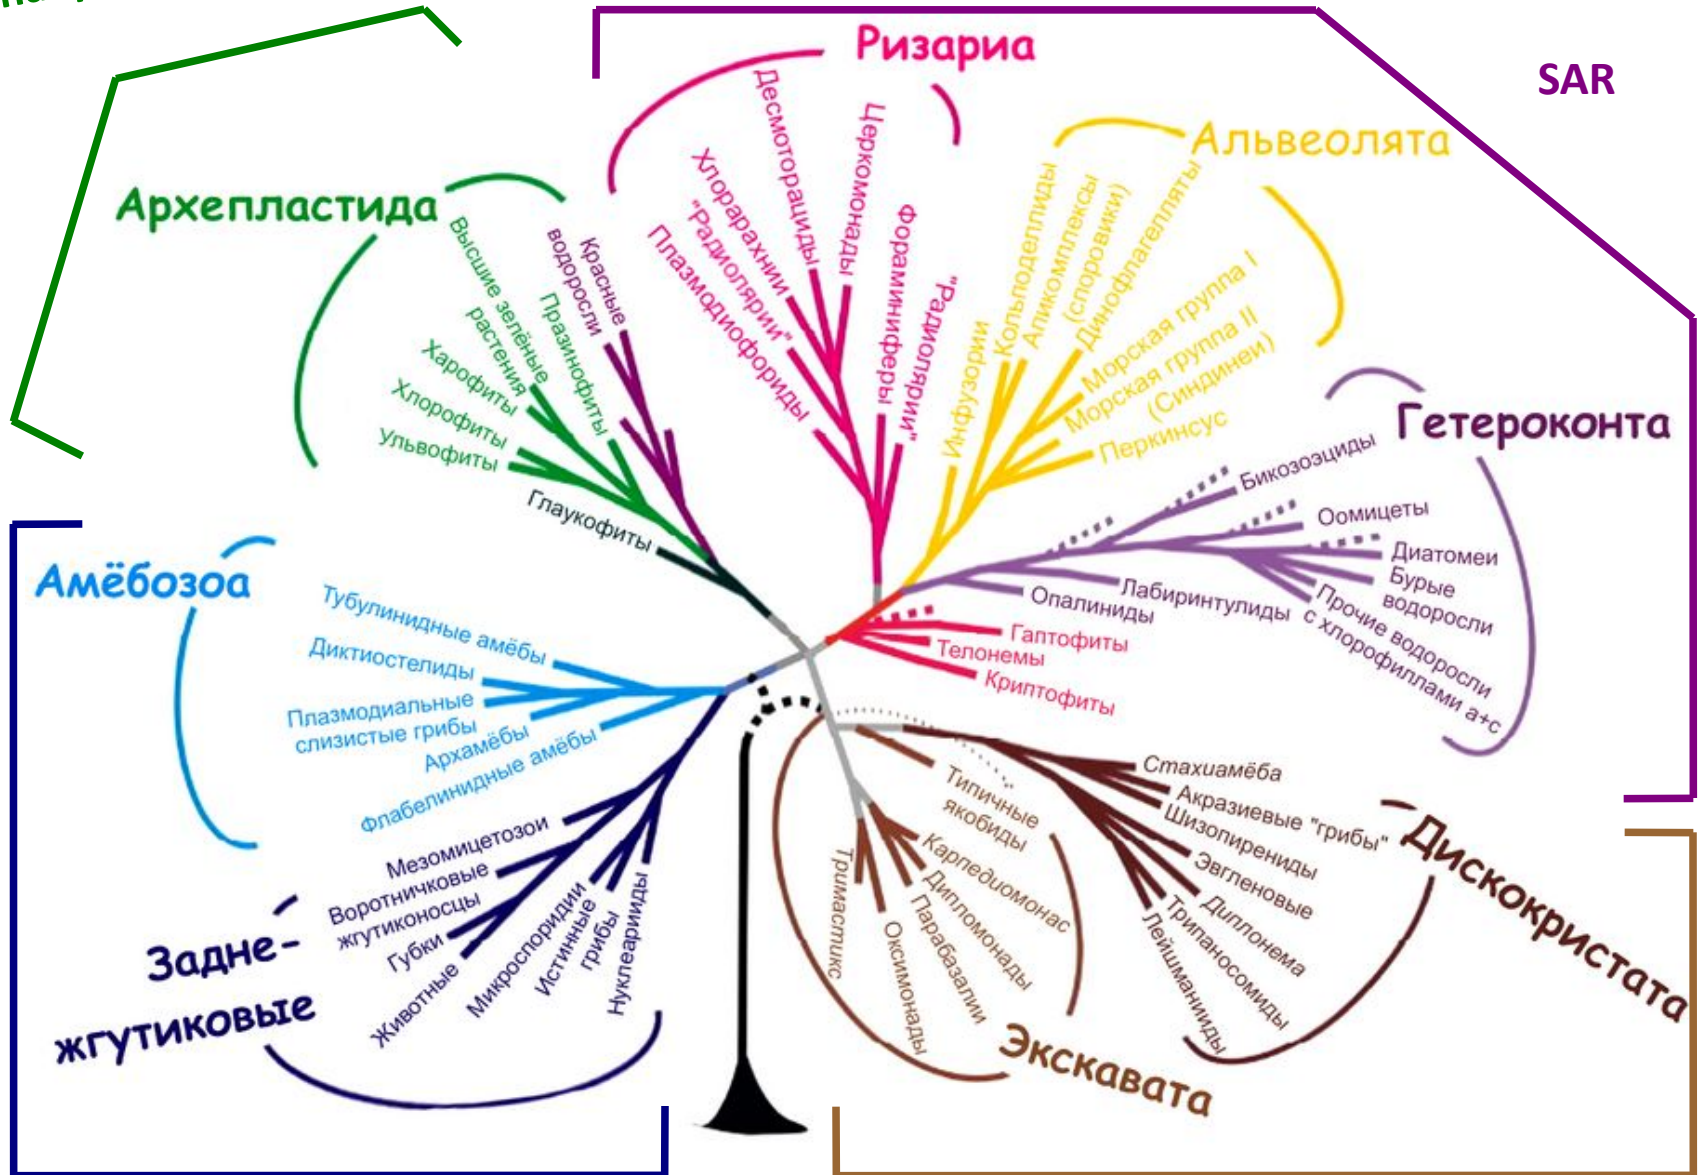 Ризариа
SAR
Альвеолята
Архепластида
Десмоторациды
Церкомонады
Хлорарахнии
"Радиолярии"
Плазмодиофориды
Фораминиферы
"Радиолярии"
Инфузории
Кольподеллиды
Апикомплексы
(споровики)
Динофлагелляты
Морская группа I
Морская группа II
(Синдинеи)
Перкинсус
Высшие зелёные
растения
Красные
водоросли
Празинофиты
Харофиты
Хлорофиты
Ульвофиты
Глаукофиты
Гетероконта
Бикозоэциды
Оомицеты
Диатомеи
Бурые
водоросли
Прочие водоросли
с хлорофиллами a+c
Лабиринтулиды
Опалиниды
Гаптофиты
Телонемы
Криптофиты
Амёбозоа
Тубулинидные амёбы
Диктиостелиды
Плазмодиальные
слизистые грибы
Архамёбы
Флабелинидные амёбы
Мезомицетозои
Воротничковые
жгутиконосцы
Губки
Животные
Микроспоридии
Истинные
грибы
Нуклеарииды
Задне-
жгутиковые
Стахиамёба
Акразиевые "грибы"
Шизопирениды
Эвгленовые
Диплонема
Трипаносомиды
Лейшманииды
Дискокристата
Типичные
якобиды
Карпедиомонас
Дипломонады
Парабазалии
Оксимонады
Тримастикс
Экскавата